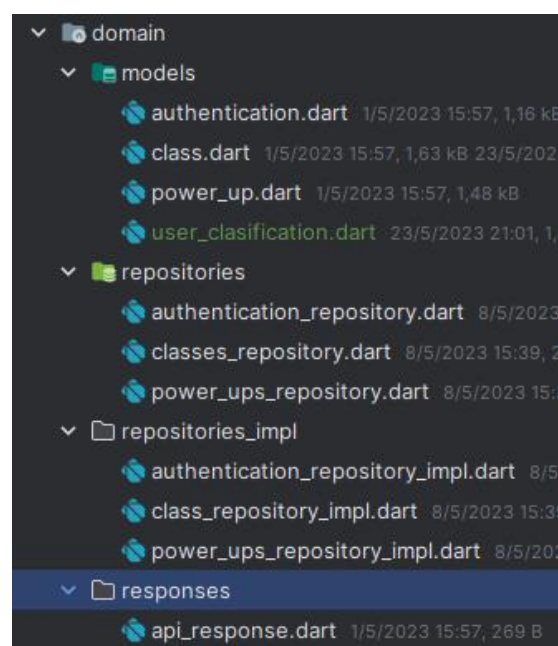 domain
models
authentication.dart 1/5/2023 15:57, 1,16 kB
class.dart 1/5/2023 15:57, 1,63 kB 23/5/202
power_up.dart 1/5/2023 15:57, 1,48 kB
user_clasification.dart 23/5/2023 21:01, 1,
repositories
authentication_repository.dart 8/5/2023
classes_repository.dart 8/5/2023 15:39, 2
power_ups_repository.dart 8/5/2023 15:
repositories_impl
authentication_repository_impl.dart 8/5
class_repository_impl.dart 8/5/2023 15:39
power_ups_repository_impl.dart 8/5/202
responses
api_response.dart 1/5/2023 15:57, 269 B